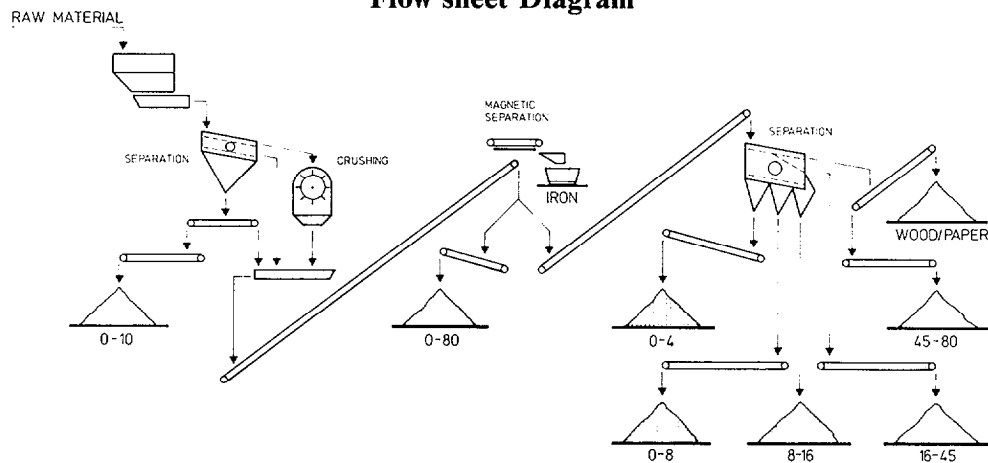 Flow sheet Diagram
RAW MATERIAL
MAGNETIC
SEPARATION
SEPARATION
SEPARATION
CRUSHING
IRON
WOOD/PAPER
0-10
0-80
0-4
45-80
0-8
8-16
16-45